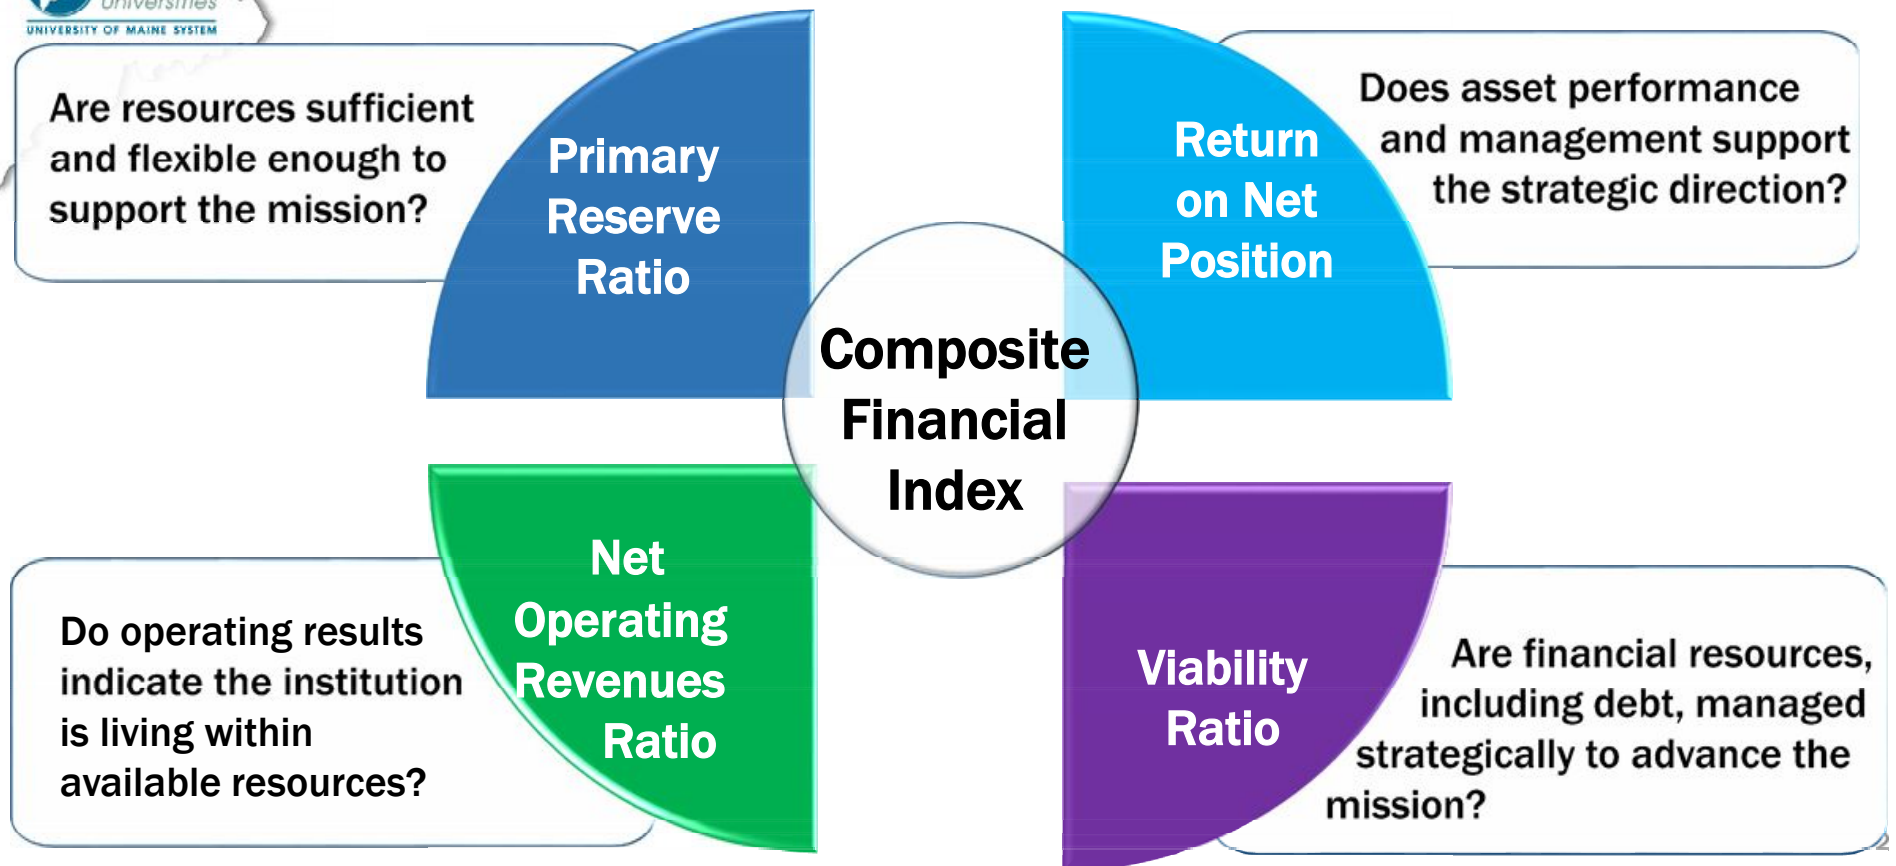 Universities
UNIVERSITY OF MAINE SYSTEM
Are resources sufficient
and flexible enough to
support the mission?
Primary
Reserve
Ratio
Return
on Net
Position
Does asset performance
and management support
the strategic direction?
Composite
Financial
Index
Do operating results
indicate the institution
is living within
available resources?
Net
Operating
Revenues
Ratio
Viability
Ratio
Are financial resources,
including debt, managed
strategically to advance the
mission?
2